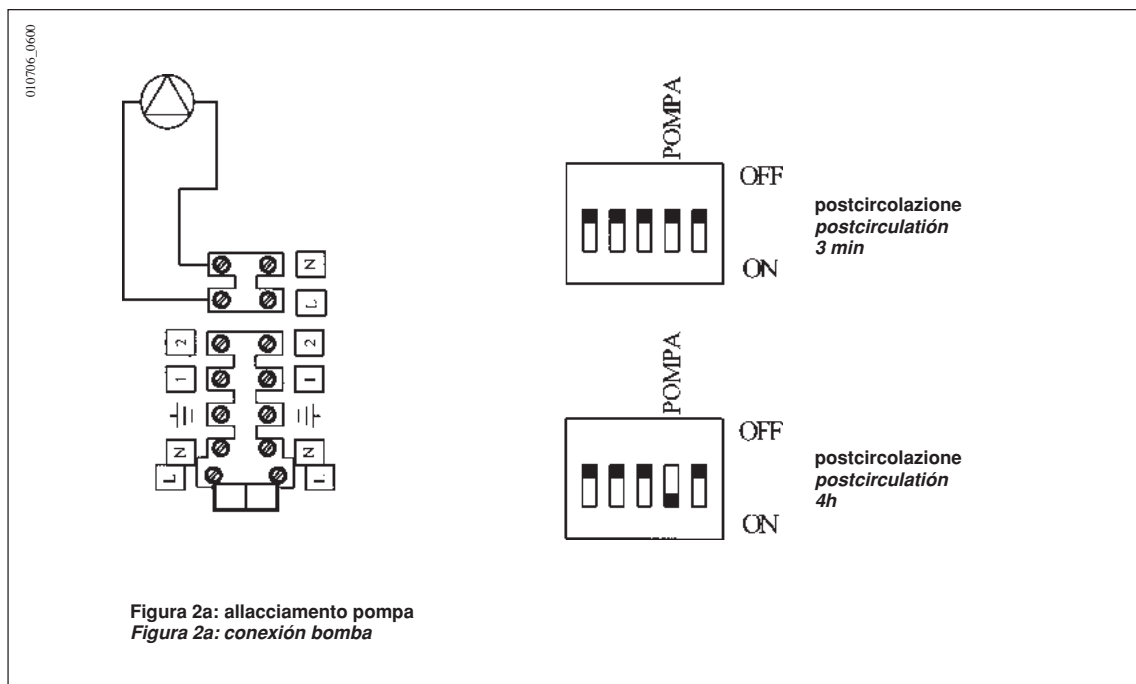 010706_0600
POMPA
OFF
postcircolazione
postcirculatión
3 min
ON
N
L
2 2
1 1
N N
L L
POMPA
OFF
postcircolazione
postcirculatión
4h
ON
Figura 2a: allacciamento pompa
Figura 2a: conexión bomba